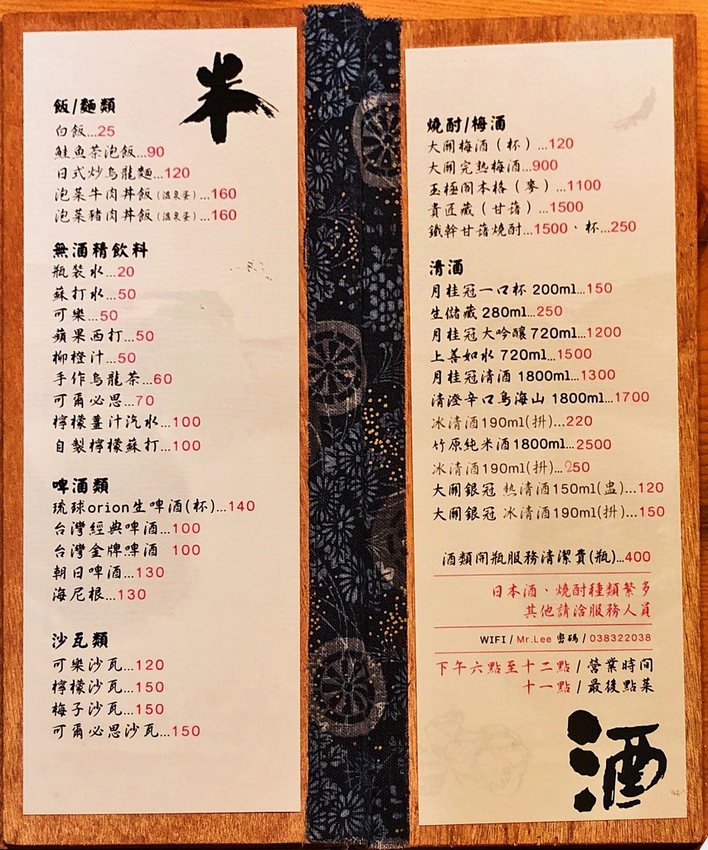 米
飯/麵類
白飯...25
鮭魚茶泡飯...90
日式炒烏龍麵...120
泡菜牛肉丼飯(溫泉蛋)...160
泡菜豬肉丼飯(溫泉蛋)...160
無酒精飲料
瓶裝水...20
蘇打水...50
可樂...50
蘋果西打...50
柳橙汁...50
手作烏龍茶...60
可爾必思...70
檸檬薑汁汽水...100
自製檸檬蘇打...100
啤酒類
琉球orion生啤酒(杯)...140
台灣經典啤酒...100
台灣金牌啤酒 100
朝日啤酒...130
海尼根...130
沙瓦類
可樂沙瓦...120
檸檬沙瓦...150
梅子沙瓦...150
可爾必思沙瓦...150
燒酎/梅酒
大關梅酒(杯)...120
大關完熟梅酒...900
玉極閣本格(麥)...1100
貴匠藏(甘藷)...1500
鐵幹甘藷燒酎...1500、杯...250
清酒
月桂冠一口杯 200ml...150
生儲藏 280ml...250
月桂冠大吟釀 720ml...1200
上善如水 720ml...1500
月桂冠清酒 1800ml...1300
清澄辛口鳥海山 1800ml...1700
冰清酒190ml(拼)...220
竹原純米酒1800ml...2500
冰清酒190ml(拼)...250
大關銀冠 熱清酒150ml(盅)...120
大關銀冠 冰清酒190ml(拼)...150
酒類開瓶服務清潔費(瓶)...400
日本酒、燒酎種類繁多
其他請洽服務人員
WIFI / Mr.Lee 密碼 / 038322038
下午六點至十二點 / 營業時間
十一點 / 最後點菜
酒